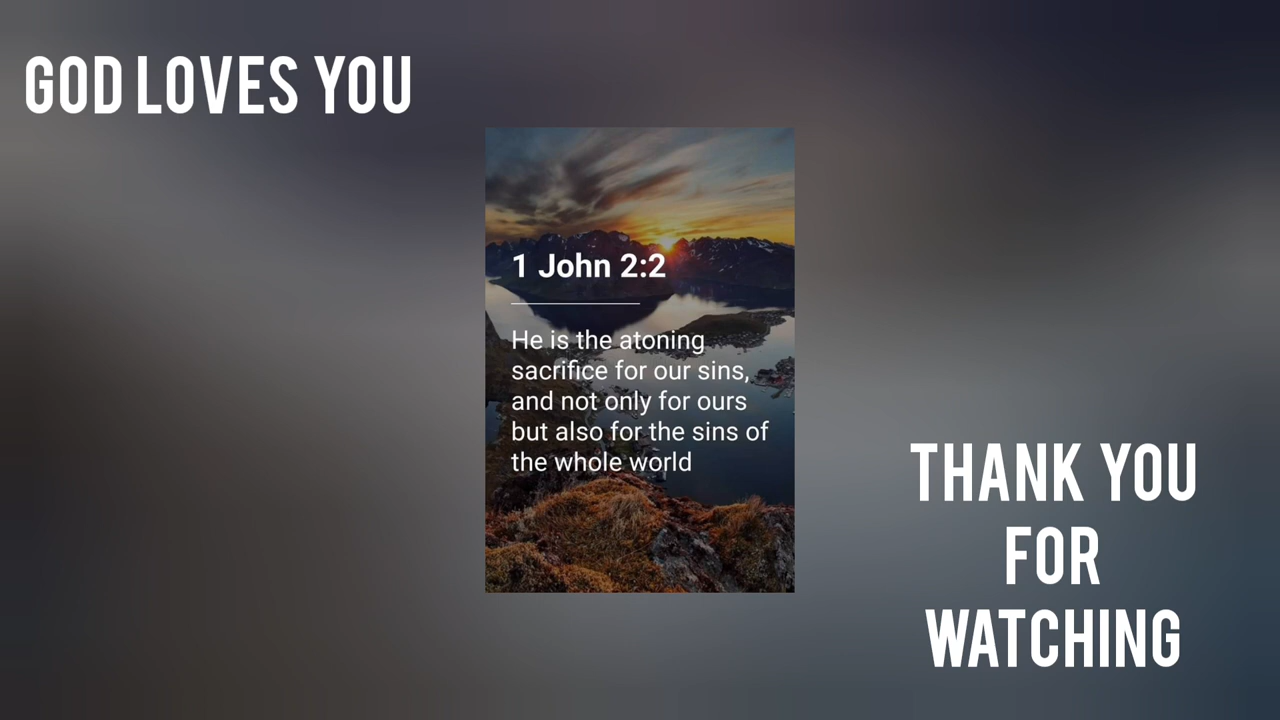 GOD LOVES YOU
1 John 2:2
He is the atoning
sacrifice for our sins,
and not only for ours
but also for the sins of
the whole world
THANK YOU
FOR
WATCHING